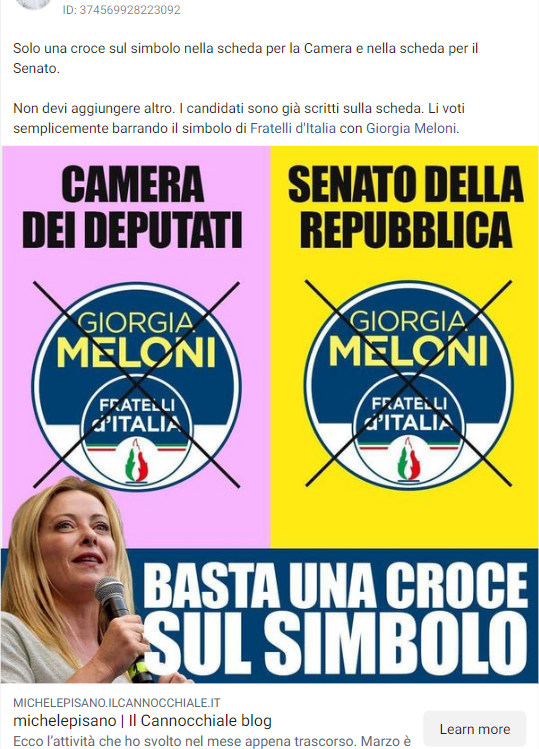 ID: 374569928223092
Solo una croce sul simbolo nella scheda per la Camera e nella scheda per il
Senato.
Non devi aggiungere altro. I candidati sono già scritti sulla scheda. Li voti
semplicemente barrando il simbolo di Fratelli d'Italia con Giorgia Meloni.
CAMERA
DEI DEPUTATI
SENATO DELLA
REPUBBLICA
GIORGIA
MELONI
FRATELLI
d'ITALIA
GIORGIA
MELONI
FRATELLI
d'ITALIA
BASTA UNA CROCE
SUL SIMBOLO
MICHELEPISANO.ILCANNOCCHIALE.IT
michelepisano | Il Cannocchiale blog
Ecco l'attività che ho svolto nel mese appena trascorso. Marzo è
Learn more